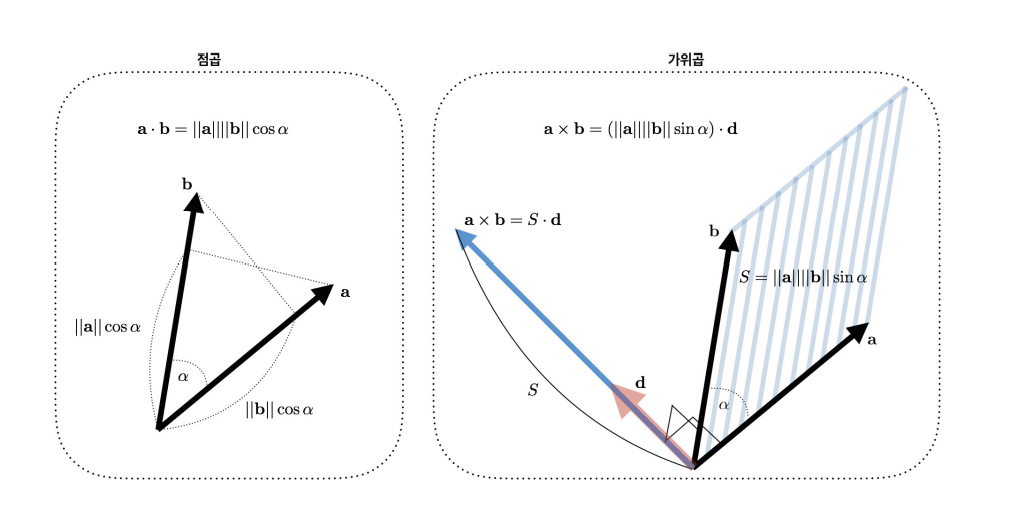 점곱
a · b = ||a||||b|| cos α
b
a
||a|| cos α
α
||b|| cos α
가위곱
a × b = (||a||||b|| sin α) · d
a × b = S · d
b
S = ||a||||b|| sin α
a
d
S
α